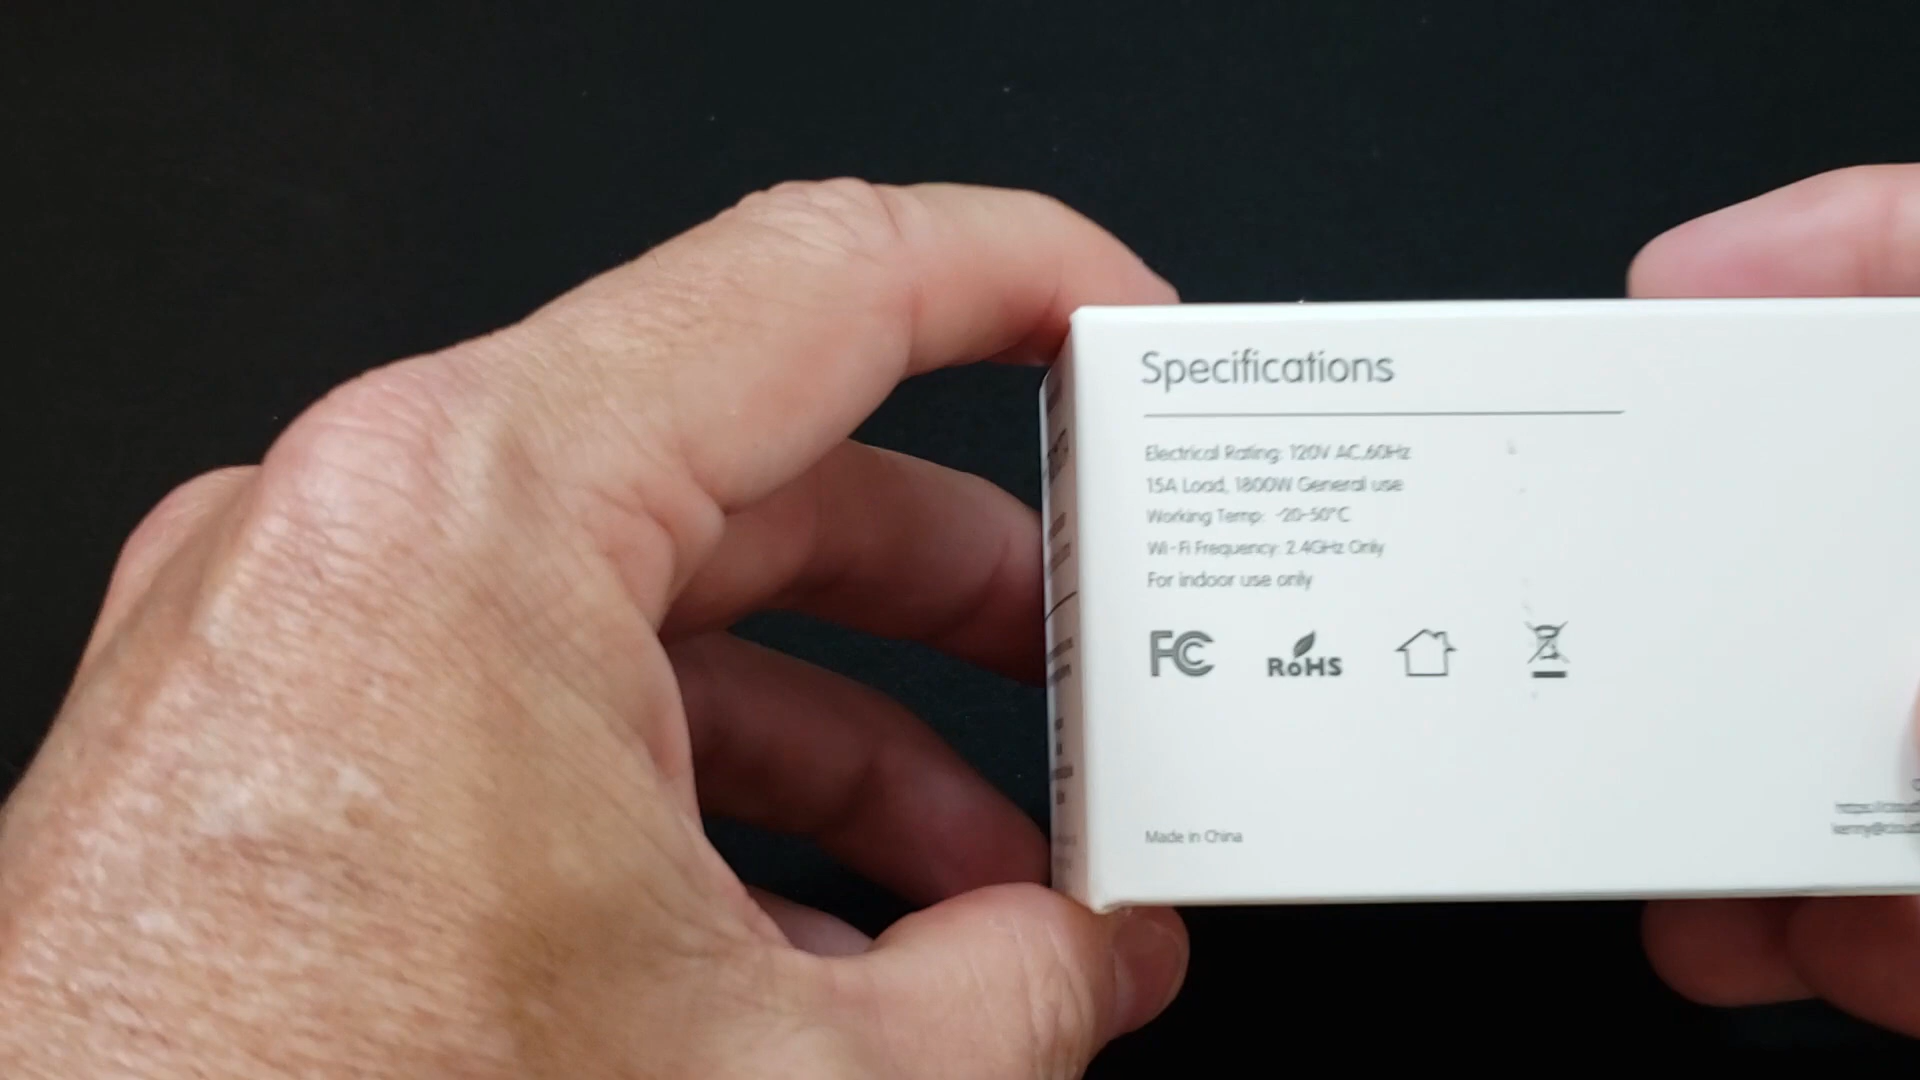 Specifications
Electrical Rating: 120V AC,60Hz
15A Load, 1800W General use
Working Temp: -20-50°C
Wi-Fi Frequency: 2.4GHz Only
For indoor use only
FC
RoHS
Made in China